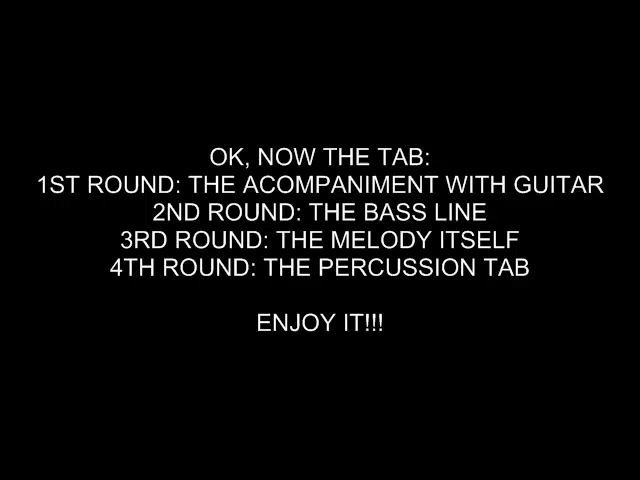 OK, NOW THE TAB:
1ST ROUND: THE ACOMPANIMENT WITH GUITAR
2ND ROUND: THE BASS LINE
3RD ROUND: THE MELODY ITSELF
4TH ROUND: THE PERCUSSION TAB
ENJOY IT!!!